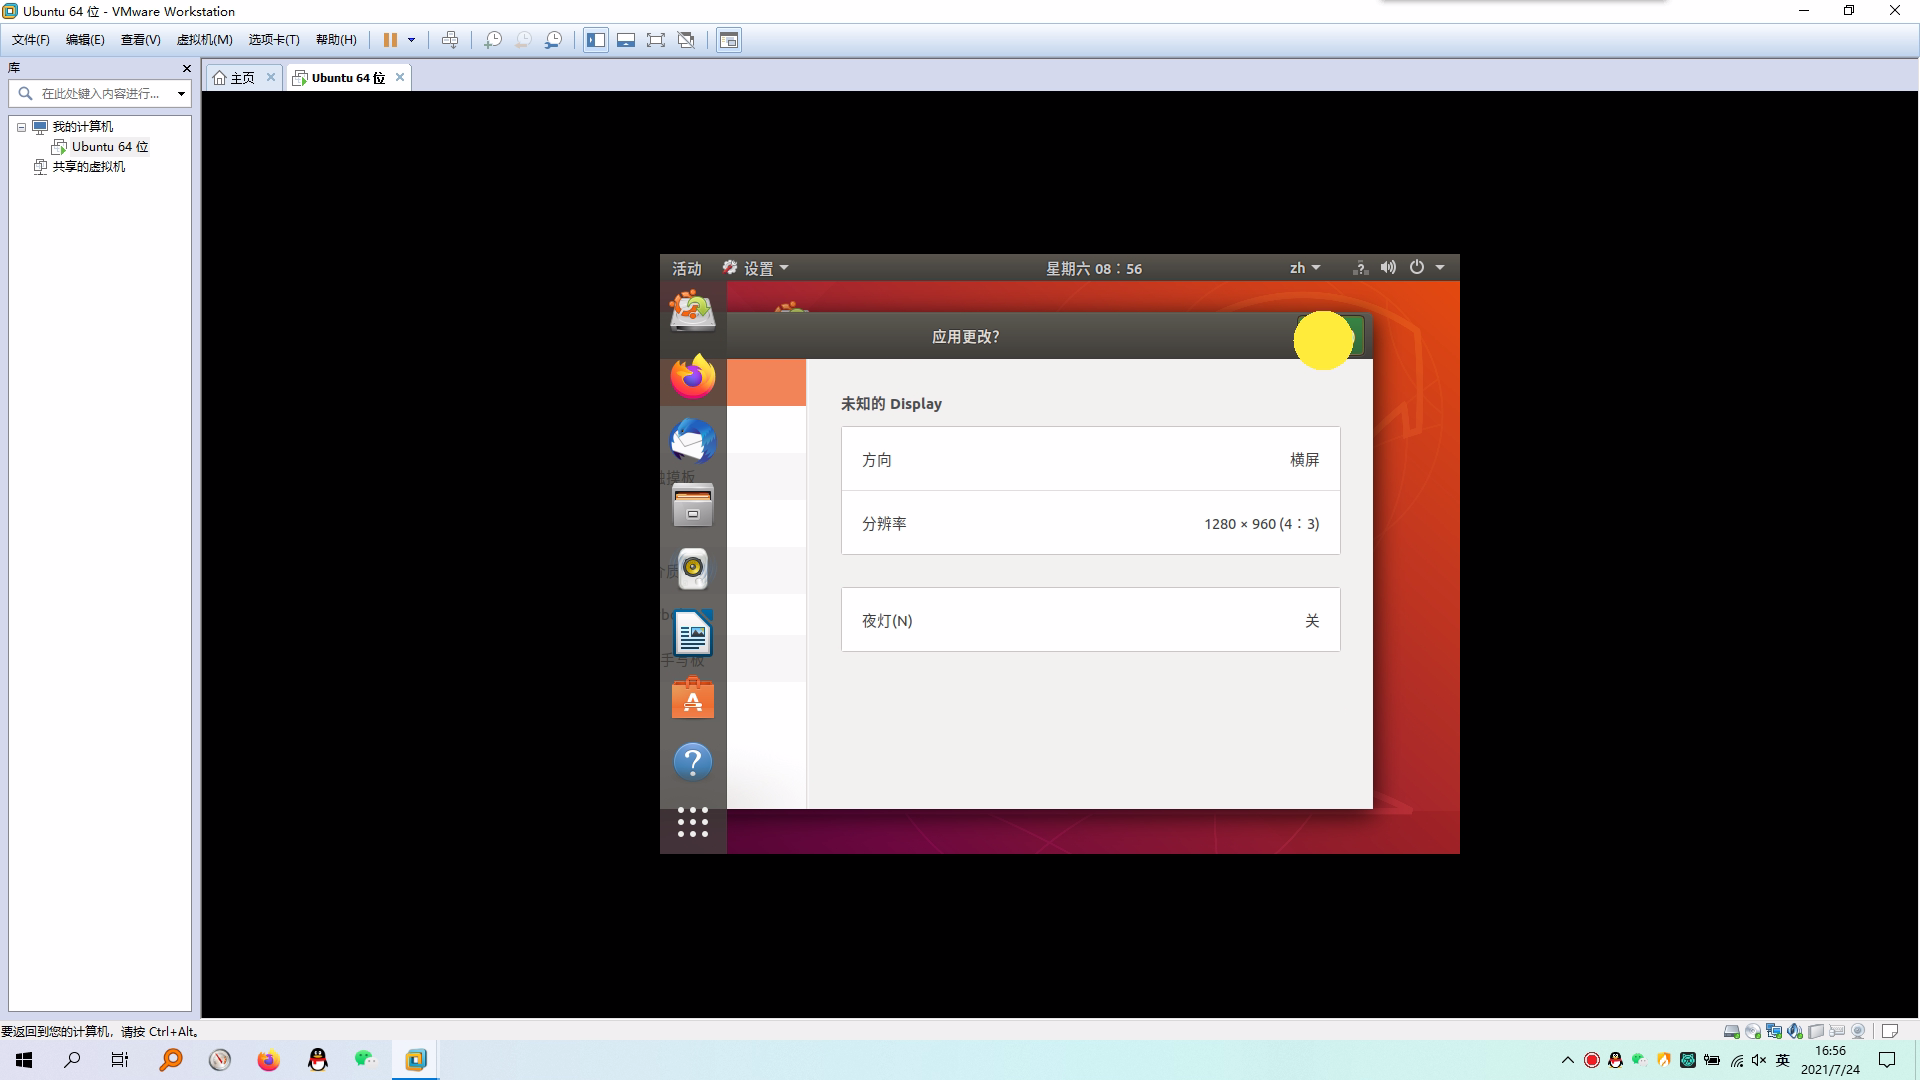 Ubuntu 64 位 - VMware Workstation
文件(F) 编辑(E) 查看(V) 虚拟机(M) 选项卡(T) 帮助(H)
库
主页 Ubuntu 64 位
在此处键入内容进行...
我的计算机
Ubuntu 64 位
共享的虚拟机
活动 设置 星期六 08：56 zh
应用更改?
未知的 Display
方向 横屏
分辨率 1280 × 960 (4：3)
夜灯(N) 关
手写板
要返回到您的计算机，请按 Ctrl+Alt。
英 16:56
2021/7/24